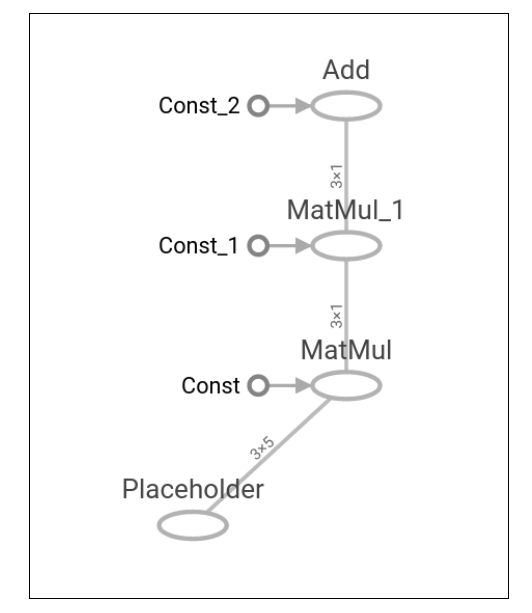 Add
Const_2
3×1
MatMul_1
Const_1
3×1
MatMul
Const
3×5
Placeholder